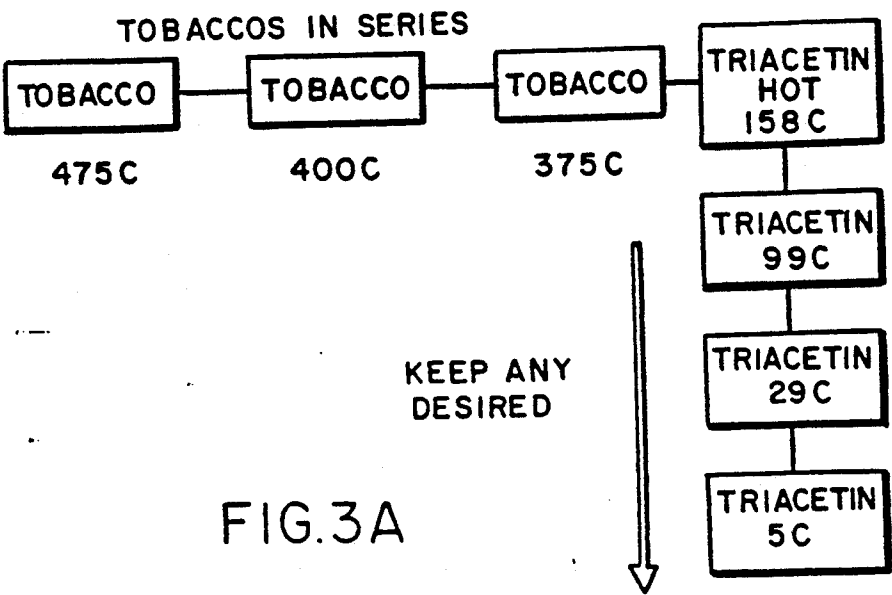 TOBACCOS IN SERIES
TOBACCO
TOBACCO
TOBACCO
TRIACETIN
HOT
158C
475C
400C
375C
TRIACETIN
99C
TRIACETIN
29C
KEEP ANY
DESIRED
TRIACETIN
5C
FIG.3A